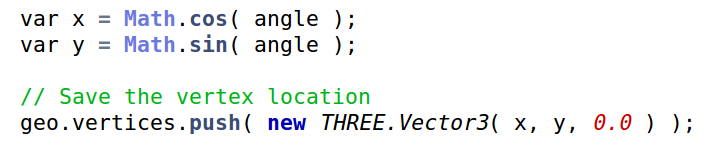 var x = Math.cos( angle );
var y = Math.sin( angle );
// Save the vertex location
geo.vertices.push( new THREE.Vector3( x, y, 0.0 ) );